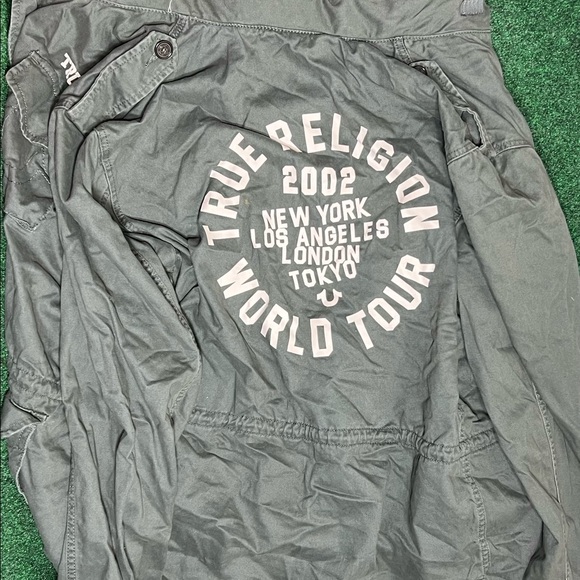 TRUE RELIGION
2002
NEW YORK
LOS ANGELES
LONDON
TOKYO
WORLD TOUR